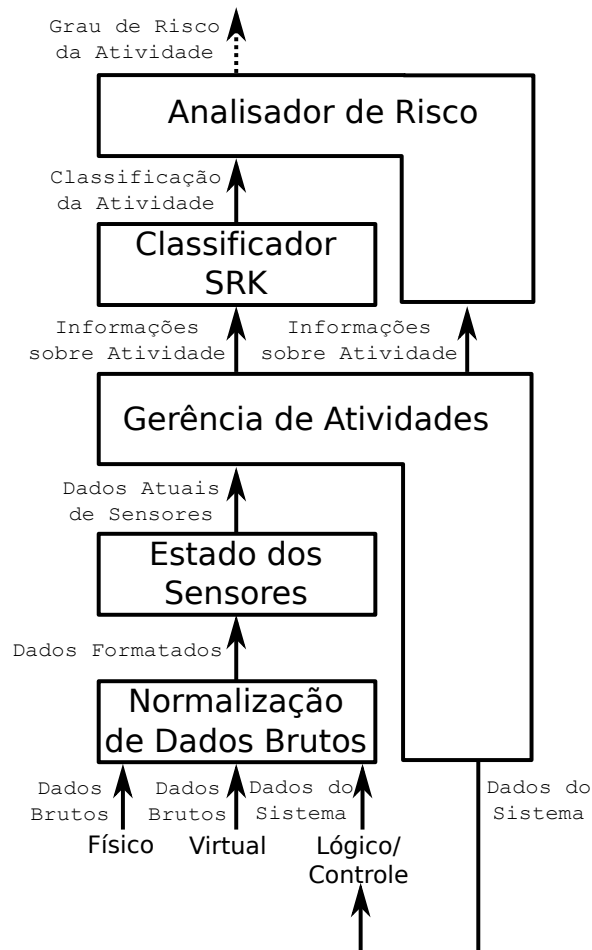 Grau de Risco
da Atividade
Analisador de Risco
Classificação
da Atividade
Classificador
SRK
Informações
sobre Atividade
Informações
sobre Atividade
Gerência de Atividades
Dados Atuais
de Sensores
Estado dos
Sensores
Dados Formatados
Normalização
de Dados Brutos
Dados
Brutos
Dados
Brutos
Dados do
Sistema
Dados do
Sistema
Físico
Virtual
Lógico/
Controle